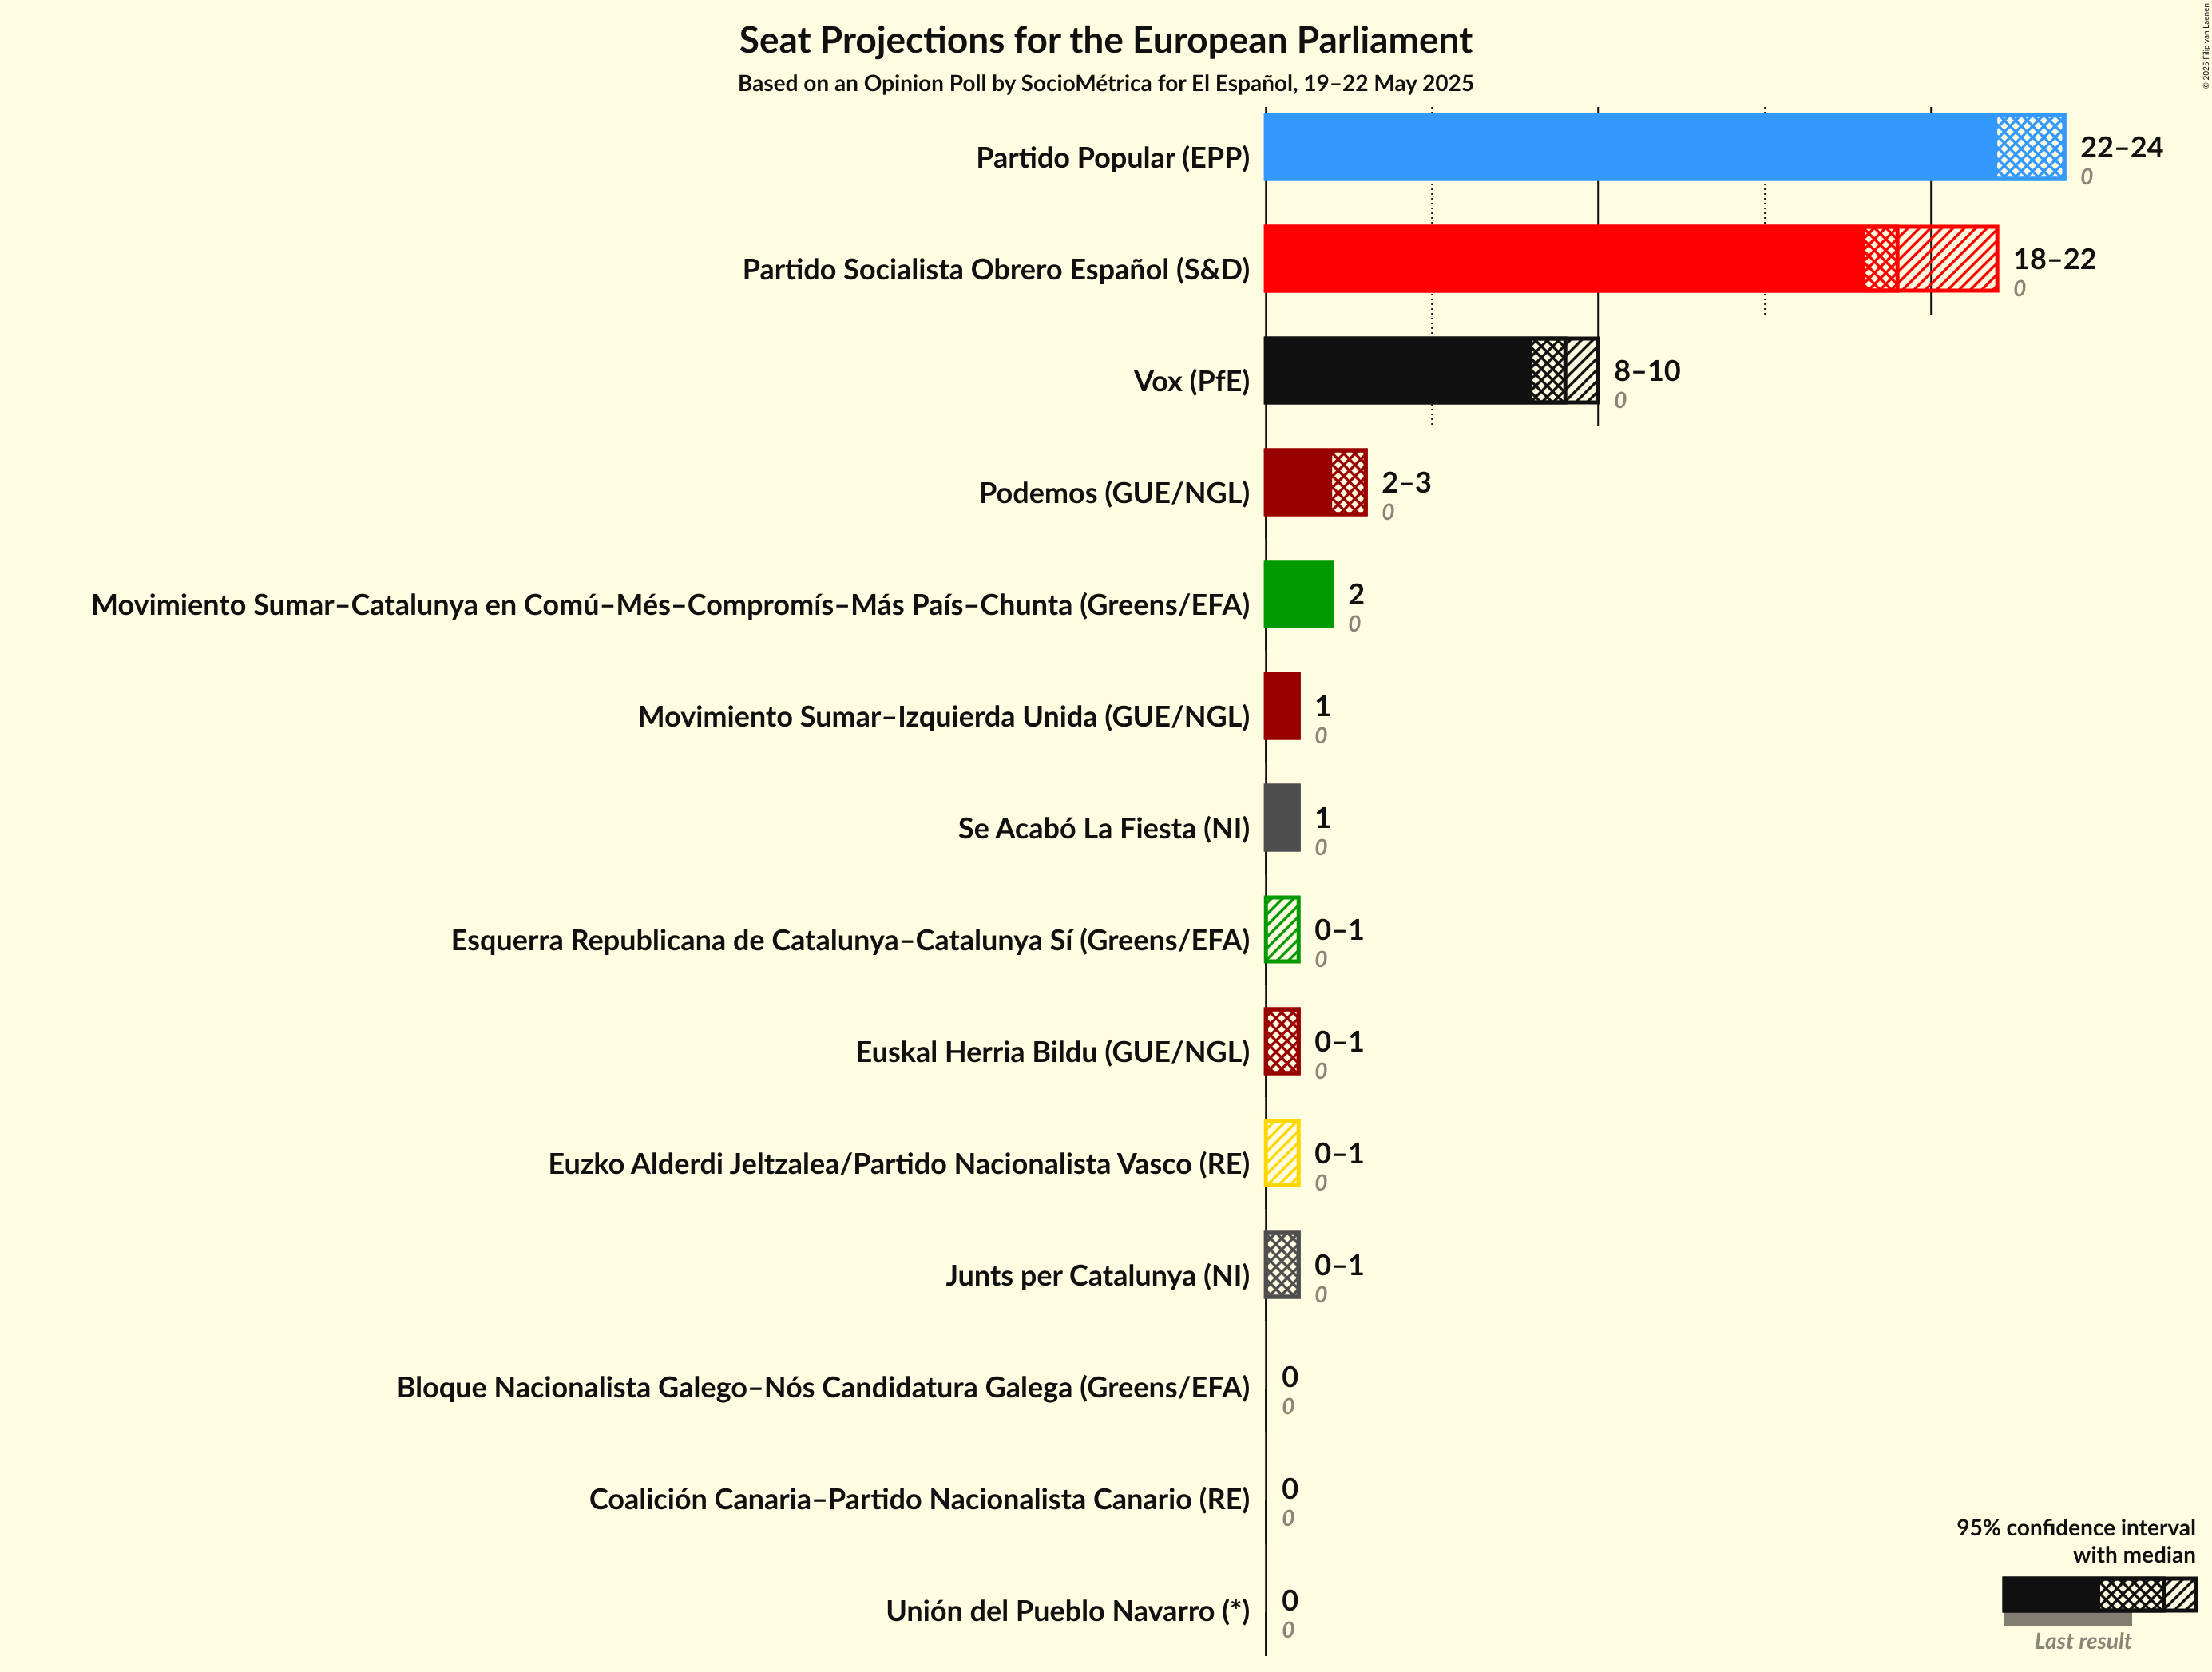 Seat Projections for the European Parliament
Based on an Opinion Poll by SocioMétrica for El Español, 19–22 May 2025
© 2025 Filip van Laenen
Partido Popular (EPP)
22–24
0
Partido Socialista Obrero Español (S&D)
18–22
0
Vox (PfE)
8–10
0
Podemos (GUE/NGL)
2–3
0
Movimiento Sumar–Catalunya en Comú–Més–Compromís–Más País–Chunta (Greens/EFA)
2
0
Movimiento Sumar–Izquierda Unida (GUE/NGL)
1
0
Se Acabó La Fiesta (NI)
1
0
Esquerra Republicana de Catalunya–Catalunya Sí (Greens/EFA)
0–1
0
Euskal Herria Bildu (GUE/NGL)
0–1
0
Euzko Alderdi Jeltzalea/Partido Nacionalista Vasco (RE)
0–1
0
Junts per Catalunya (NI)
0–1
0
Bloque Nacionalista Galego–Nós Candidatura Galega (Greens/EFA)
0
0
Coalición Canaria–Partido Nacionalista Canario (RE)
0
0
Unión del Pueblo Navarro (*)
0
0
95% confidence interval
with median
Last result